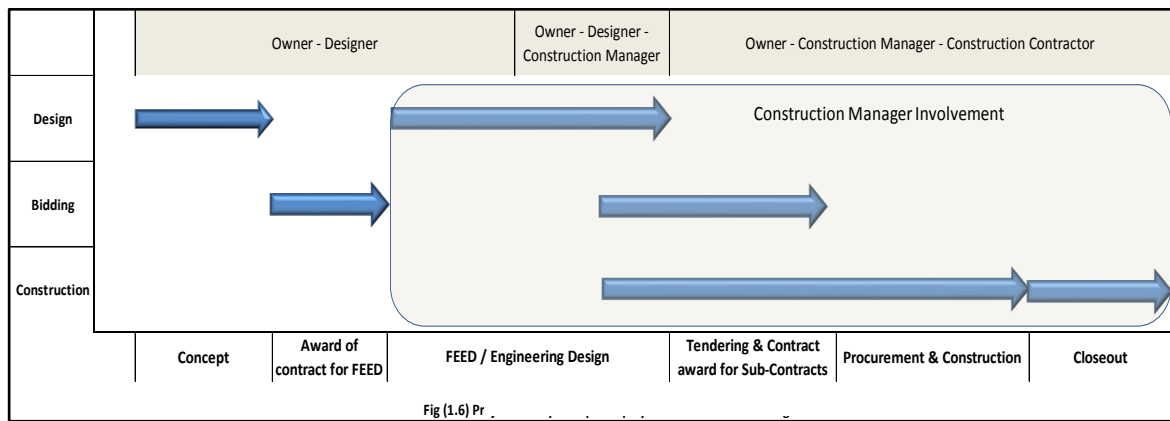 Owner - Designer
Owner - Designer -
Construction Manager
Owner - Construction Manager - Construction Contractor
Design
Construction Manager Involvement
Bidding
Construction
Concept
Award of
contract for FEED
FEED / Engineering Design
Tendering & Contract
award for Sub-Contracts
Procurement & Construction
Closeout
Fig (1.6)